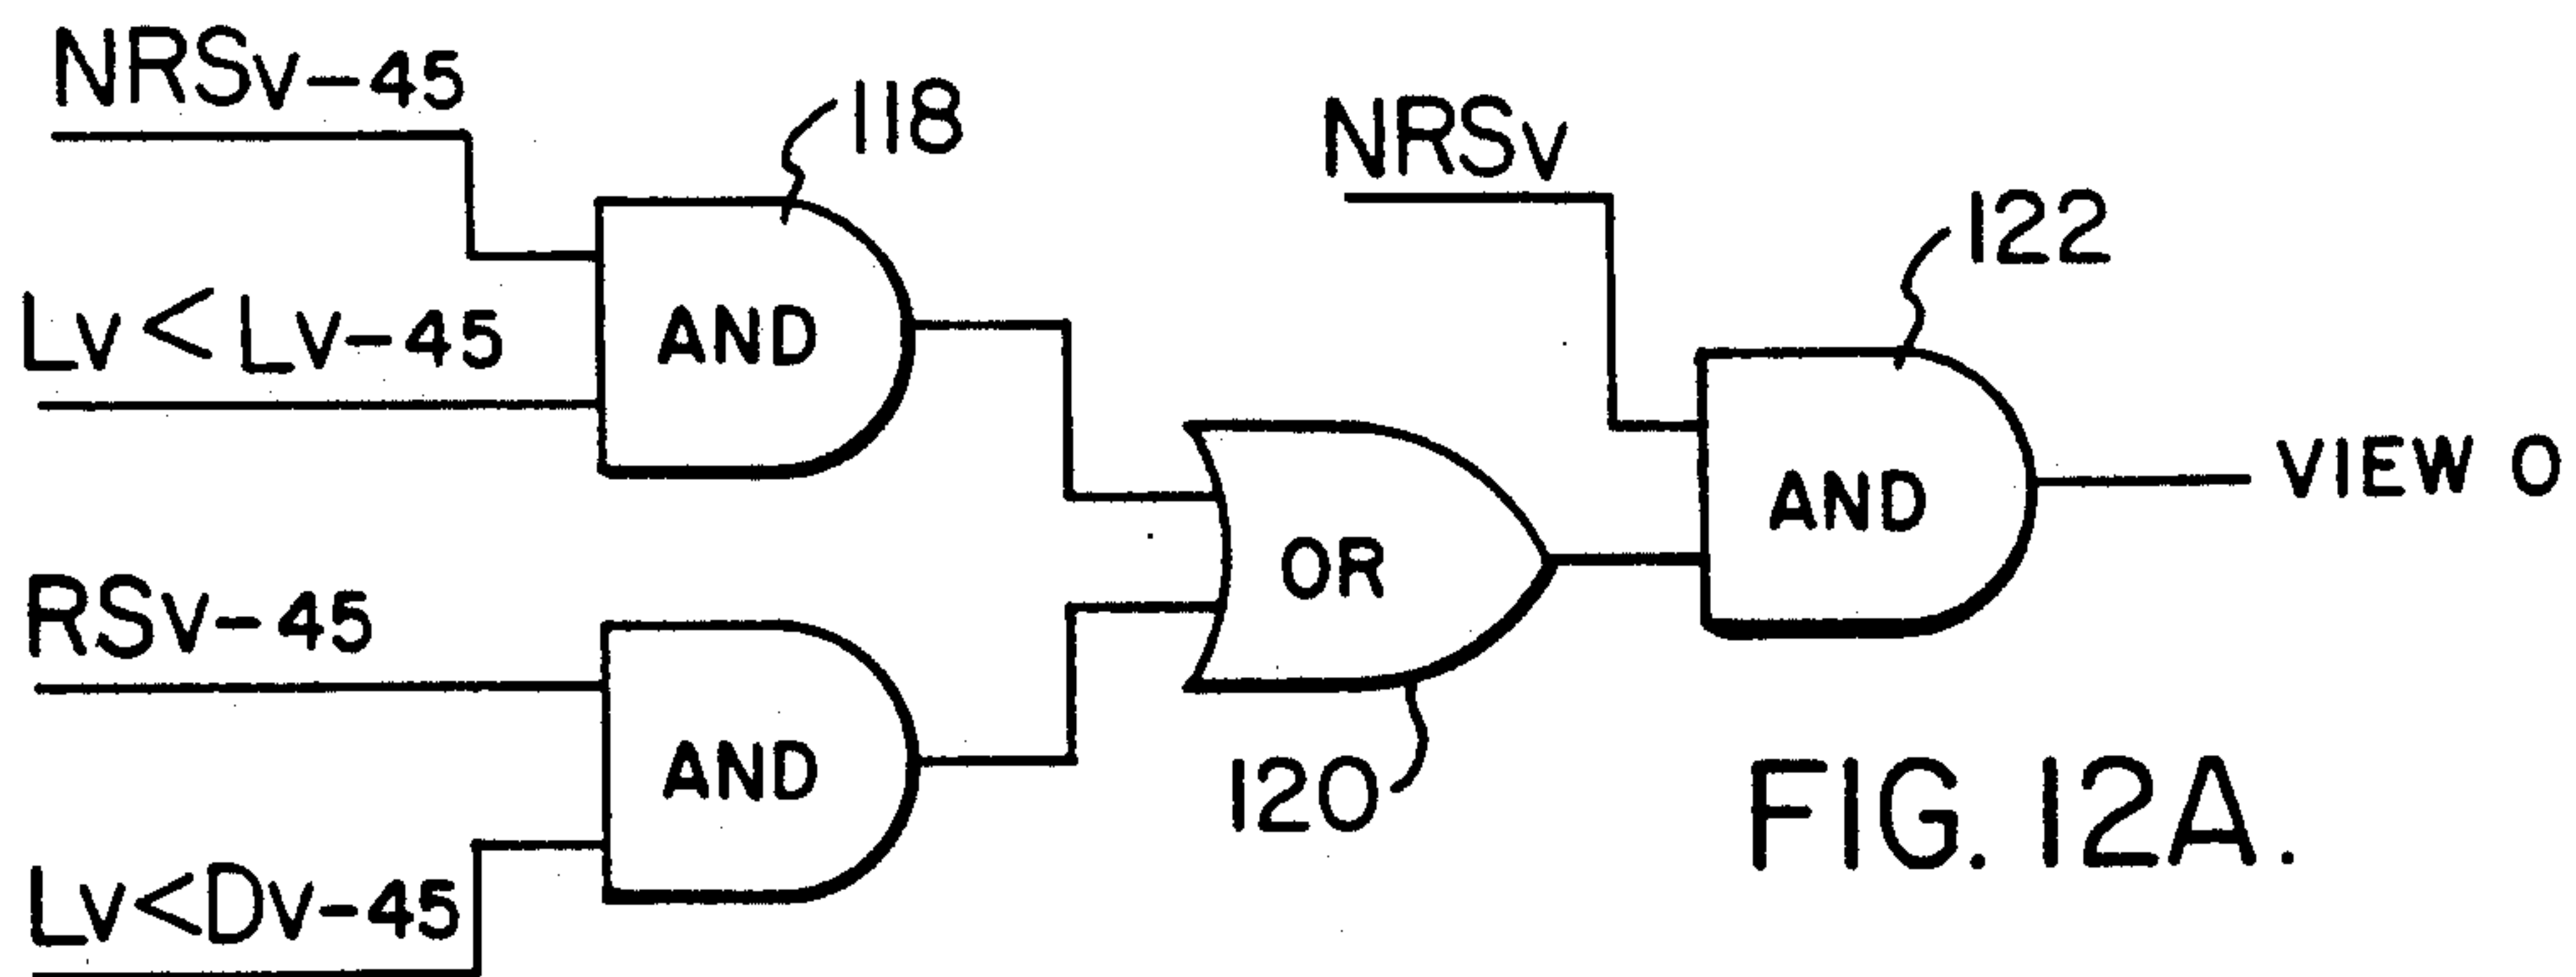 NRSv-45
118
Lv < Lv-45
AND
NRSv
122
AND
VIEW 0
OR
RSv-45
AND
120
Lv<Dv-45
FIG. 12A.